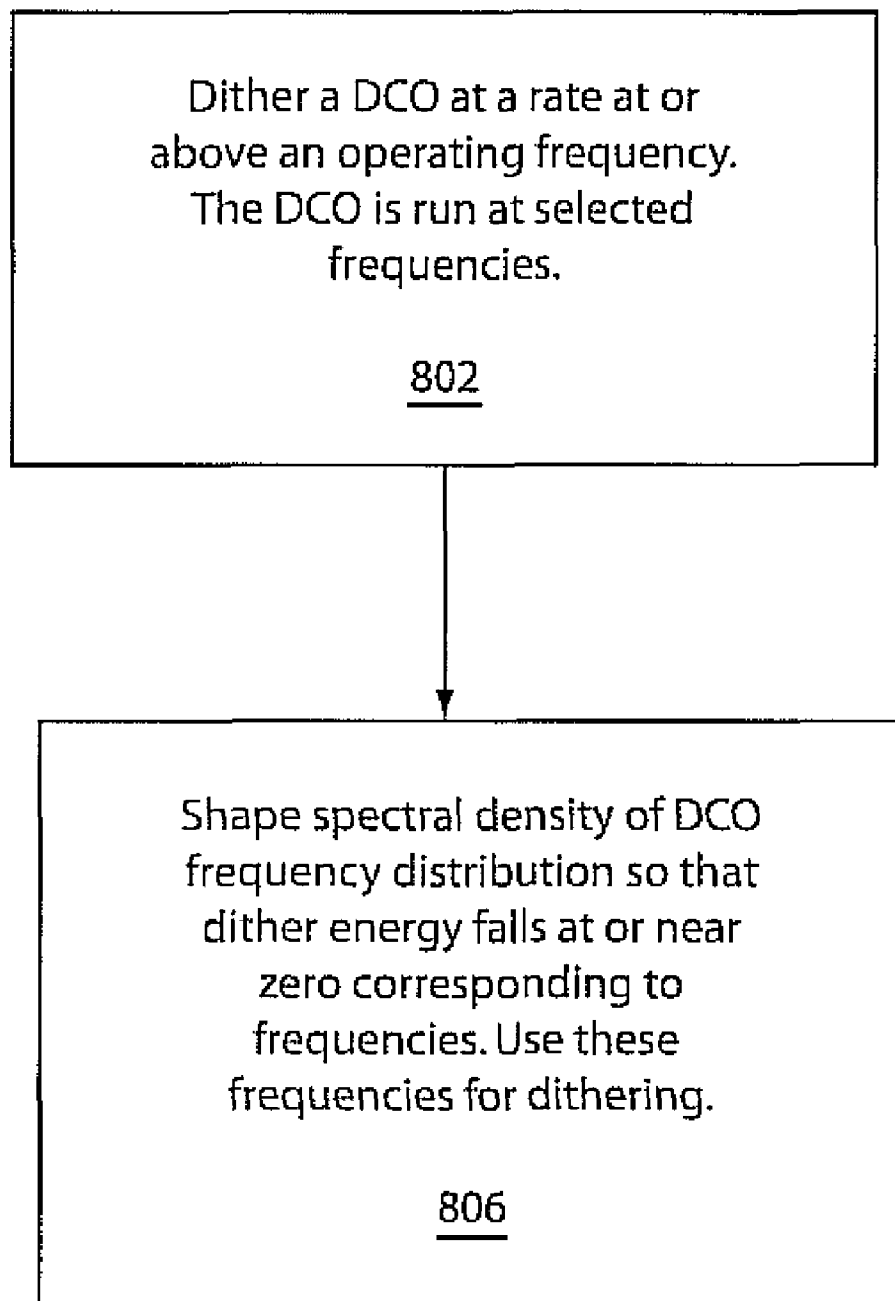 Dither a DCO at a rate at or
above an operating frequency.
The DCO is run at selected
frequencies.
802
Shape spectral density of DCO
frequency distribution so that
dither energy falls at or near
zero corresponding to
frequencies. Use these
frequencies for dithering.
806